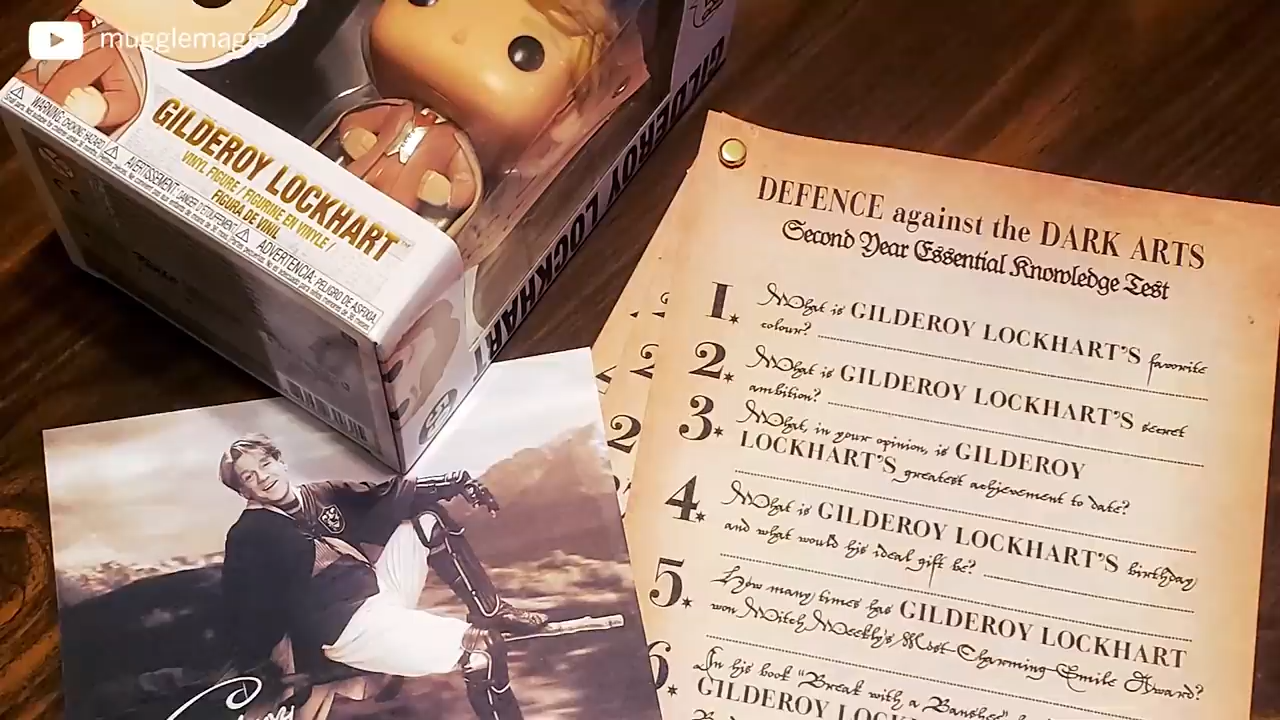 mugglemagic
GILDEROY LOCKHART
VINYL FIGURE / FIGURINE EN VINYLE /
FIGURA DE VINIL
WARNING: CHOKING HAZARD
AVERTISSEMENT: DANGER D'ÉTOUFFEMENT
ADVERTENCIA: PELIGRO DE ASFIXIA
GILDEROY LOCKHART
DEFENCE against the DARK ARTS
Second Year Essential Knowledge Test
1. What is GILDEROY LOCKHART'S favorite
colour?
2. What is GILDEROY LOCKHART'S secret
ambition?
3. What, in your opinion, is GILDEROY
LOCKHART'S greatest achievement to date?
4. What is GILDEROY LOCKHART'S birthday
and what would his ideal gift be?
5. How many times has GILDEROY LOCKHART
won Witch Weekly's Most Charming Smile Award?
6. In his book "Break with a Banshee"
GILDEROY
2
2